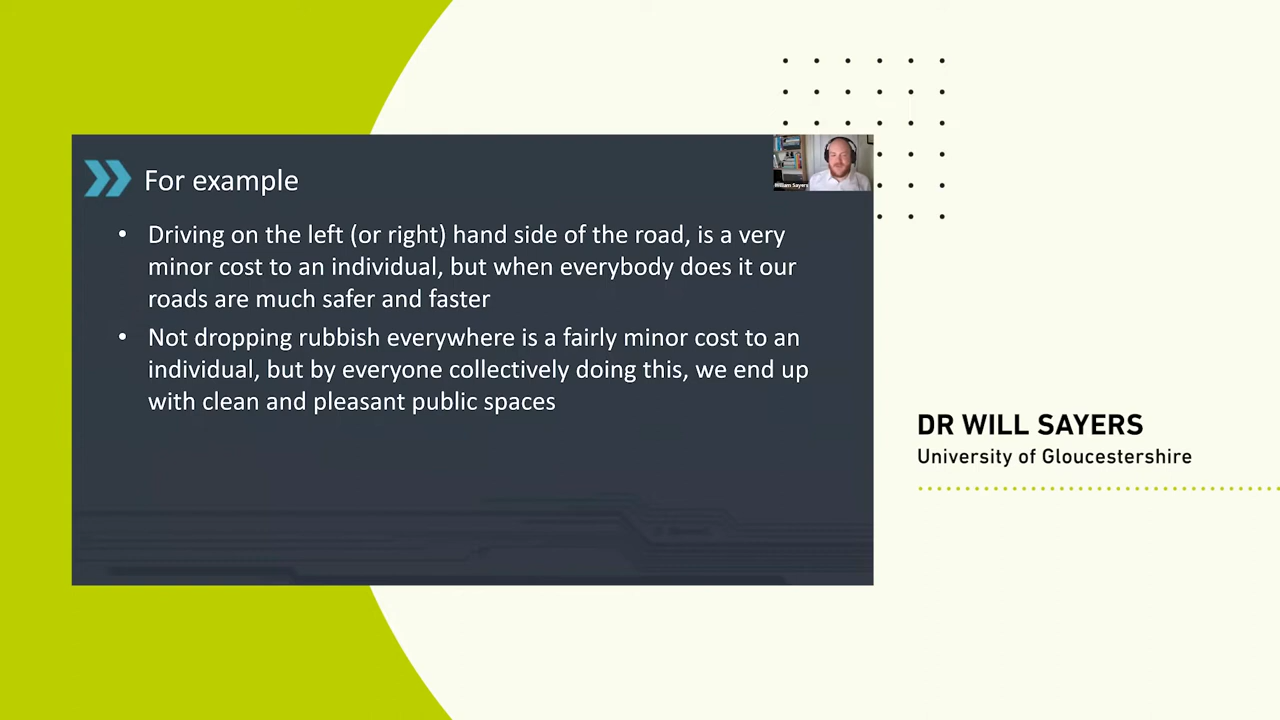 For example
William Sayers
• Driving on the left (or right) hand side of the road, is a very
minor cost to an individual, but when everybody does it our
roads are much safer and faster
• Not dropping rubbish everywhere is a fairly minor cost to an
individual, but by everyone collectively doing this, we end up
with clean and pleasant public spaces
DR WILL SAYERS
University of Gloucestershire